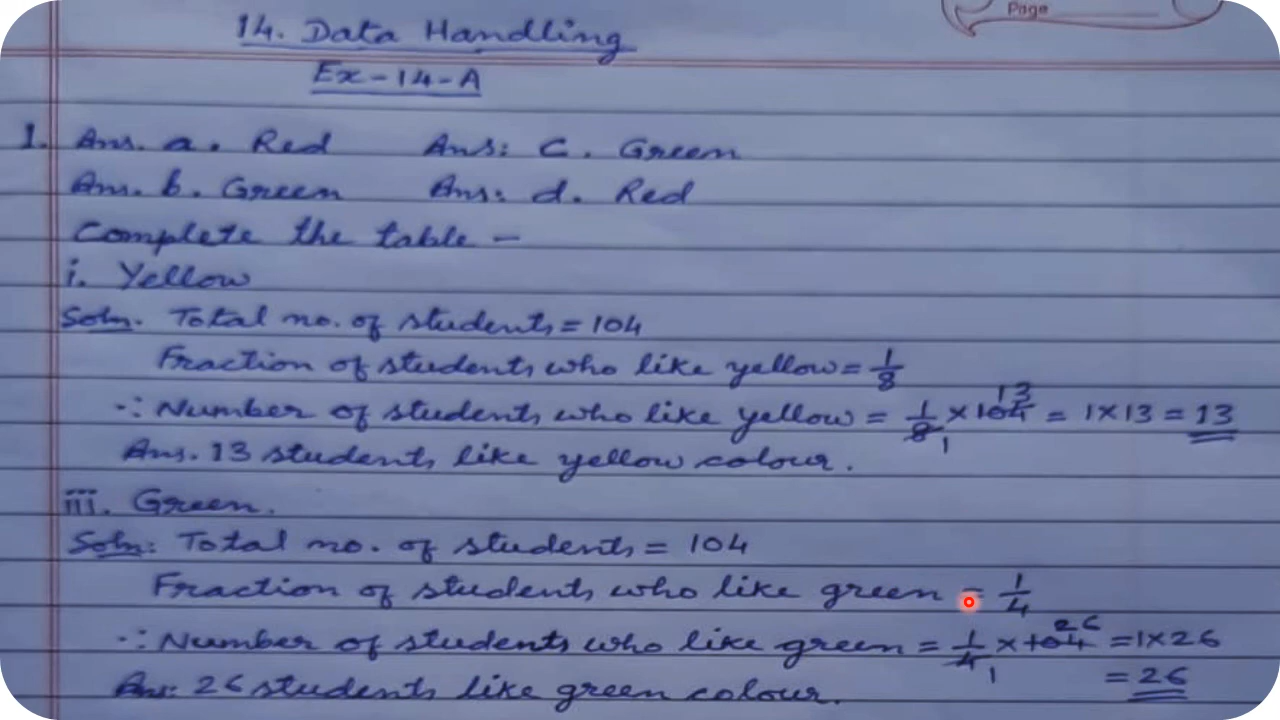 Page
14. Data Handling
Ex-14-A
1. Ans. a. Red Ans: C. Green
Ans. b. Green Ans: d. Red
Complete the table -
i. Yellow
Soln. Total no. of students = 104
Fraction of students who like yellow = 1/8
∴ Number of students who like yellow = 1/8 1 × 104 13 = 1×13 = 13
Ans. 13 students like yellow colour.
iii. Green.
Soln: Total no. of students = 104
Fraction of students who like green = 1/4
∴ Number of students who like green = 1/4 1 × 104 26 = 1×26
= 26
Ans: 26 students like green colour.